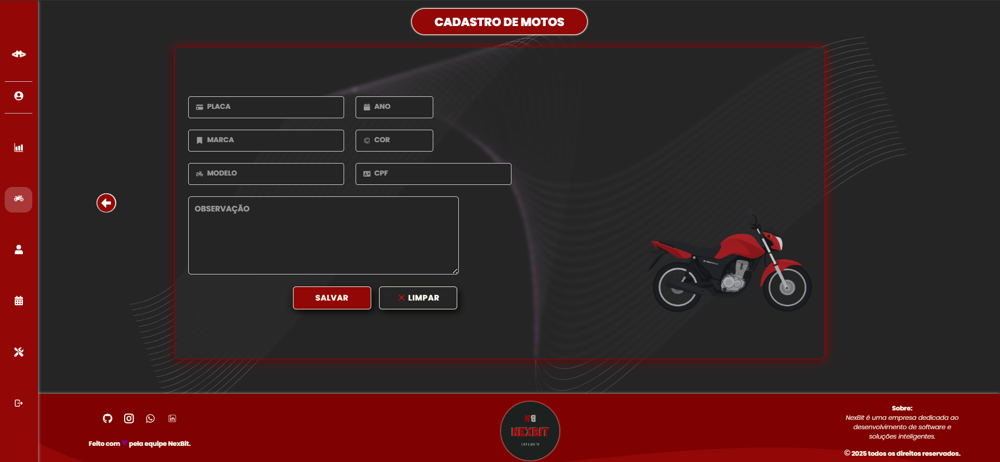 CADASTRO DE MOTOS
<M>
PLACA
ANO
MARCA
COR
MODELO
CPF
OBSERVAÇÃO
SALVAR
LIMPAR
Feito com 💜 pela equipe NexBit.
NB
NEXBIT
software
Sobre:
NexBit é uma empresa dedicada ao
desenvolvimento de software e
soluções inteligentes.
© 2025 todos os direitos reservados.